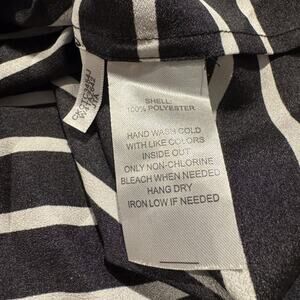 SHELL:
100% POLYESTER
HAND WASH COLD
WITH LIKE COLORS
INSIDE OUT
ONLY NON-CHLORINE
BLEACH WHEN NEEDED
HANG DRY
IRON LOW IF NEEDED